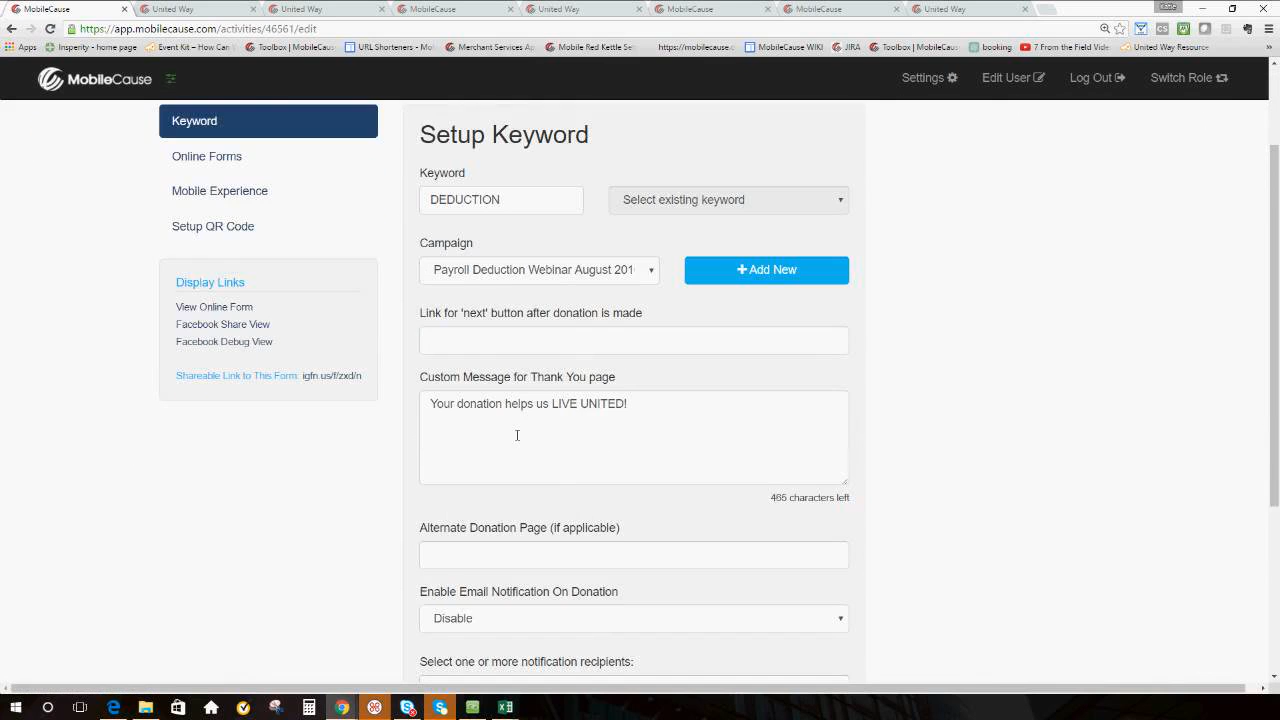 MobileCause
United Way
United Way
MobileCause
United Way
MobileCause
MobileCause
United Way
https://app.mobilecause.com/activities/46561/edit
Apps
Insperity - home page
Event Kit – How Can
Toolbox | MobileCaus
URL Shorteners - Mo
Merchant Services Ap
Mobile Red Kettle Set
https://mobilecause.c
MobileCause WIKI
JIRA
Toolbox | MobileCaus
booking
7 From the Field Vide
United Way Resource
MobileCause
Settings
Edit User
Log Out
Switch Role
Keyword
Online Forms
Mobile Experience
Setup QR Code
Display Links
View Online Form
Facebook Share View
Facebook Debug View
Shareable Link to This Form: igfn.us/f/zxd/n
Setup Keyword
Keyword
DEDUCTION
Select existing keyword
Campaign
Payroll Deduction Webinar August 201
+ Add New
Link for 'next' button after donation is made
Custom Message for Thank You page
Your donation helps us LIVE UNITED!
465 characters left
Alternate Donation Page (if applicable)
Enable Email Notification On Donation
Disable
Select one or more notification recipients: